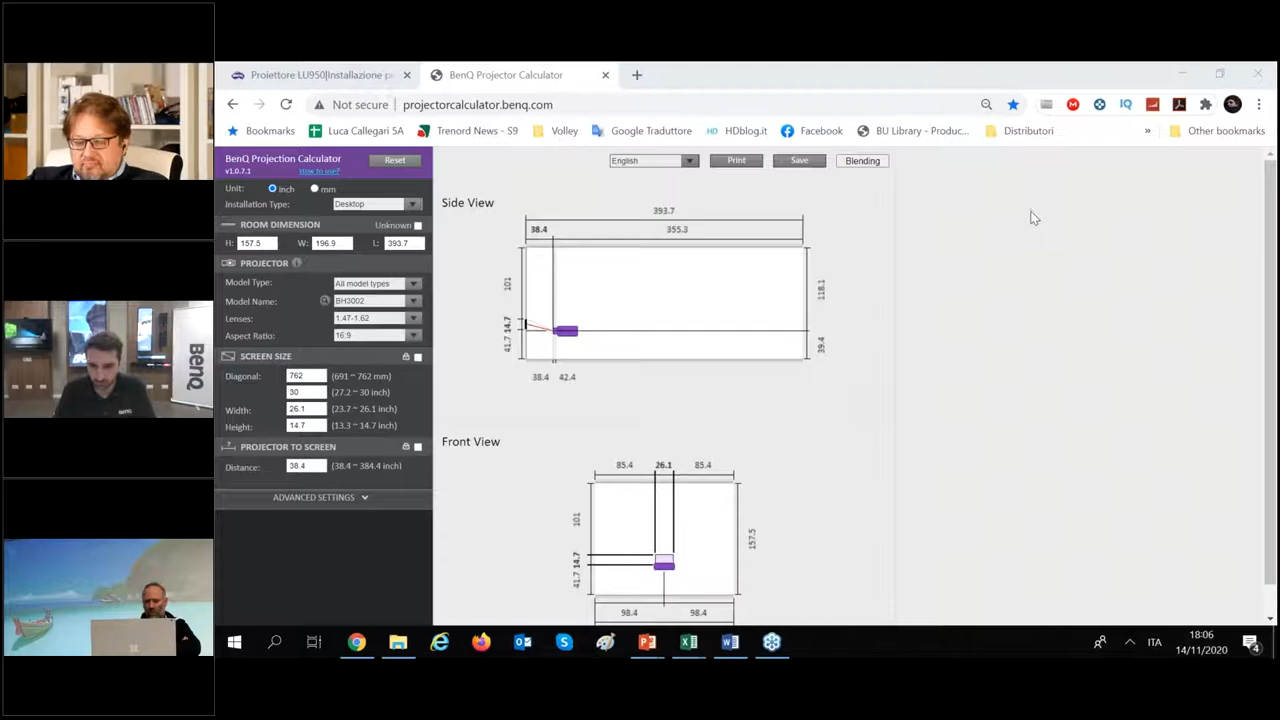 Proiettore LU950|Installazione p
BenQ Projector Calculator
Not secure
projectorcalculator.benq.com
Bookmarks
Luca Callegari 5A
Trenord News - S9
Volley
Google Traduttore
HDblog.it
Facebook
BU Library - Produc...
Distributori
»
Other bookmarks
BenQ Projection Calculator
Reset
v1.0.7.1
How to use?
English
Print
Save
Blending
Unit:
inch
mm
Installation Type:
Desktop
ROOM DIMENSION
Unknown
H:
157.5
W:
196.9
L:
393.7
PROJECTOR
Model Type:
All model types
Model Name:
BH3002
Lenses:
1.47-1.62
Aspect Ratio:
16:9
SCREEN SIZE
Diagonal:
762
(691 ~ 762 mm)
30
(27.2 ~ 30 inch)
Width:
26.1
(23.7 ~ 26.1 inch)
Height:
14.7
(13.3 ~ 14.7 inch)
PROJECTOR TO SCREEN
Distance:
38.4
(38.4 ~ 384.4 inch)
ADVANCED SETTINGS
Side View
393.7
38.4
355.3
101
14.7
41.7
118.1
39.4
38.4
42.4
Front View
85.4
26.1
85.4
101
14.7
41.7
157.5
98.4
98.4
BenQ
BenQ
ITA
18:06
14/11/2020
4